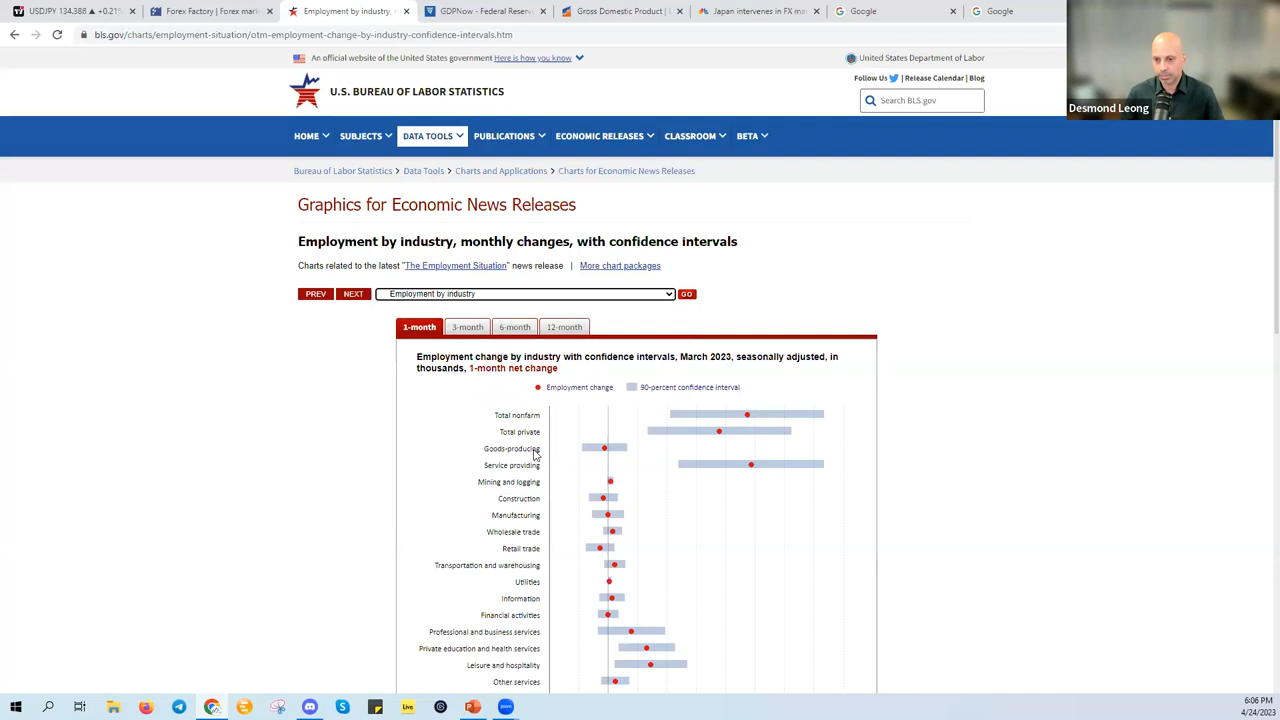 USDJPY 134.386 ▲ +0.21
Forex Factory | Forex mark
Employment by industry,
GDPNow - Federal Reserv
Gross Domestic Product |
Japan intervenes in FX ma
Google
Google
bls.gov/charts/employment-situation/otm-employment-change-by-industry-confidence-intervals.htm
Desmond Leong
An official website of the United States government Here is how you know
United States Department of Labor
Follow Us | Release Calendar | Blog
U.S. BUREAU OF LABOR STATISTICS
Search BLS.gov
HOME SUBJECTS DATA TOOLS PUBLICATIONS ECONOMIC RELEASES CLASSROOM BETA
Bureau of Labor Statistics > Data Tools > Charts and Applications > Charts for Economic News Releases
Graphics for Economic News Releases
Employment by industry, monthly changes, with confidence intervals
Charts related to the latest "The Employment Situation" news release | More chart packages
PREV NEXT Employment by industry GO
1-month 3-month 6-month 12-month
Employment change by industry with confidence intervals, March 2023, seasonally adjusted, in
thousands, 1-month net change
Employment change 90-percent confidence interval
Total nonfarm
Total private
Goods-producing
Service providing
Mining and logging
Construction
Manufacturing
Wholesale trade
Retail trade
Transportation and warehousing
Utilities
Information
Financial activities
Professional and business services
Private education and health services
Leisure and hospitality
Other services
Live
6:06 PM
4/24/2023